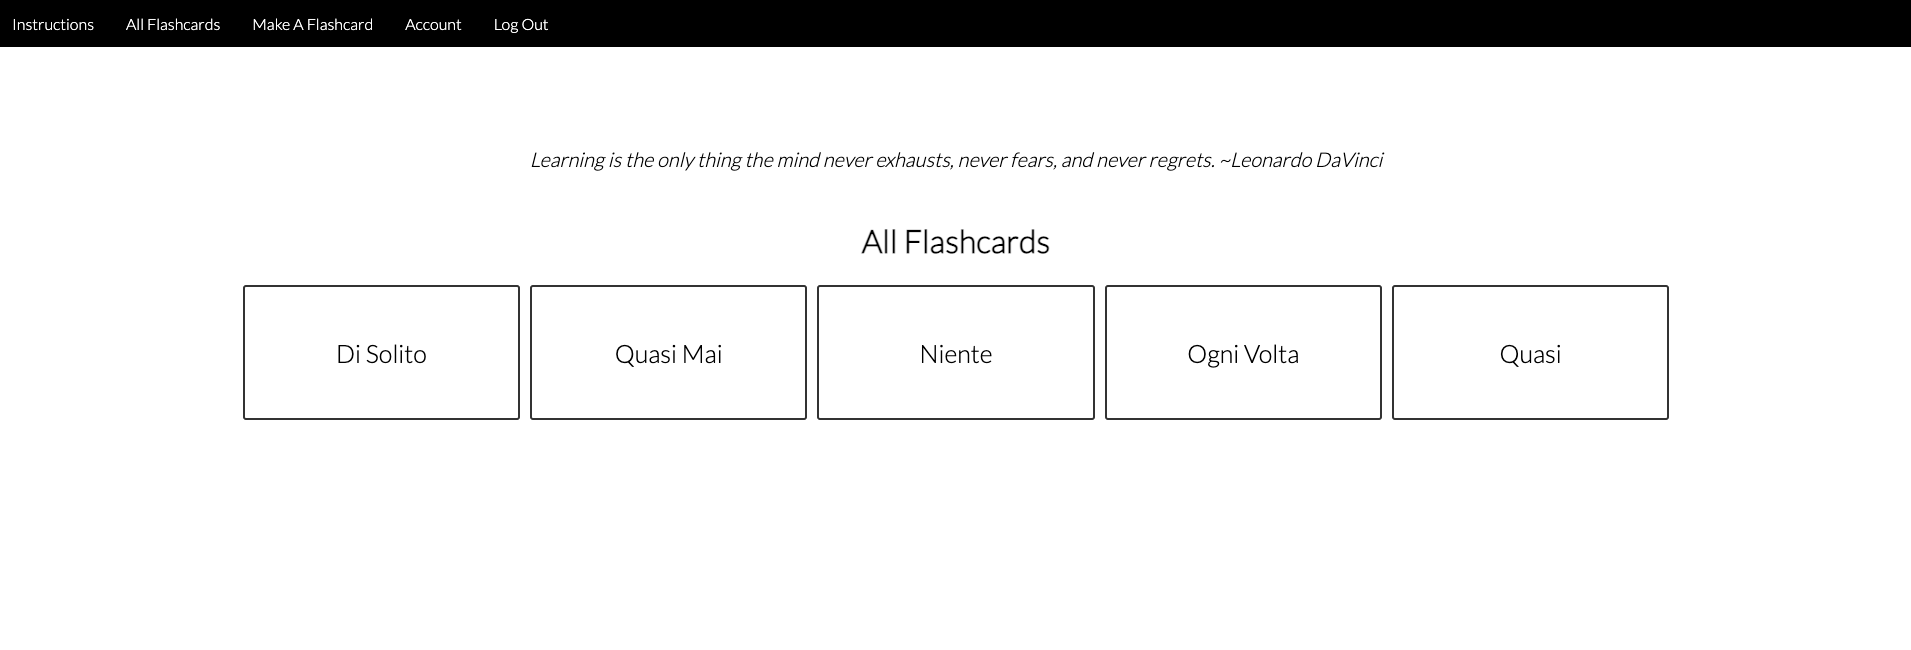 Instructions All Flashcards Make A Flashcard Account Log Out
Learning is the only thing the mind never exhausts, never fears, and never regrets. ~Leonardo DaVinci
All Flashcards
Di Solito Quasi Mai Niente Ogni Volta Quasi